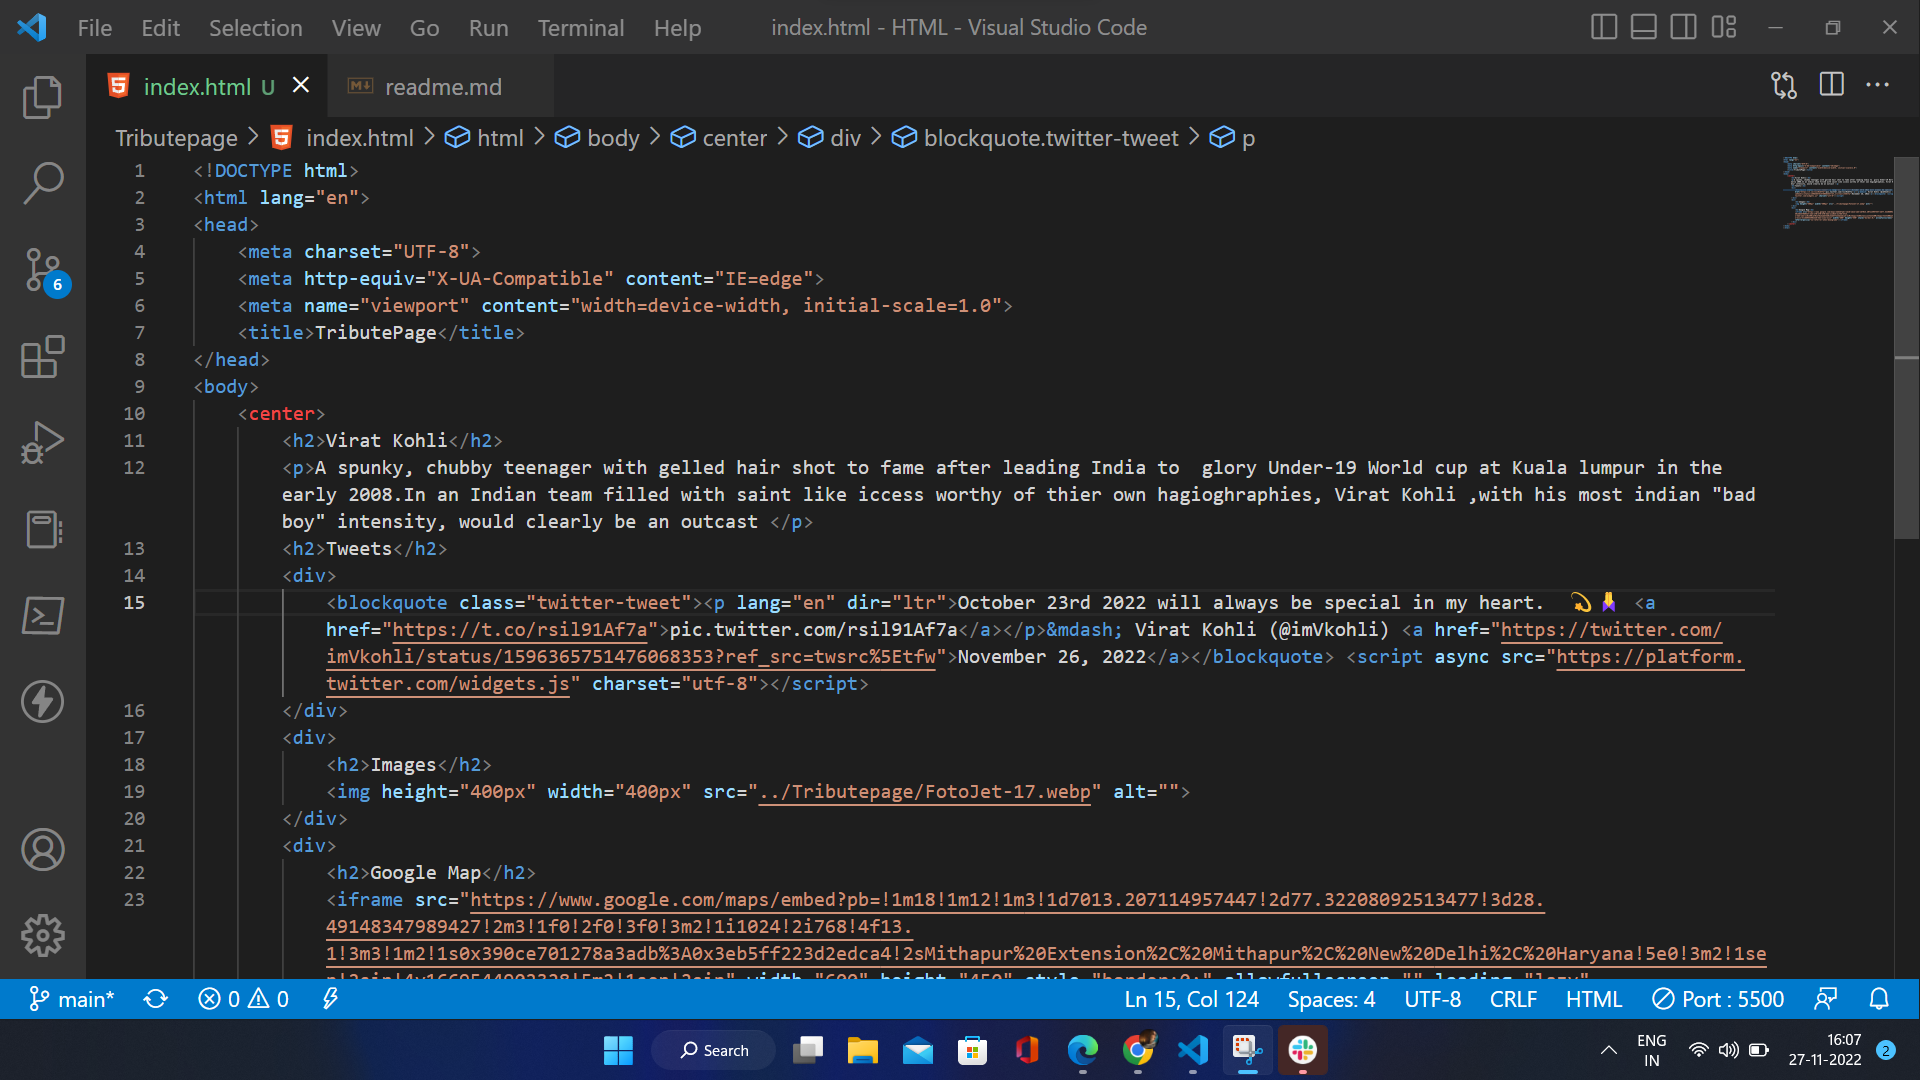 File Edit Selection View Go Run Terminal Help index.html - HTML - Visual Studio Code
index.html U readme.md
Tributepage > index.html > html > body > center > div > blockquote.twitter-tweet > p
1 <!DOCTYPE html>
2 <html lang="en">
3 <head>
4 <meta charset="UTF-8">
5 <meta http-equiv="X-UA-Compatible" content="IE=edge">
6 <meta name="viewport" content="width=device-width, initial-scale=1.0">
7 <title>TributePage</title>
8 </head>
9 <body>
10 <center>
11 <h2>Virat Kohli</h2>
12 <p>A spunky, chubby teenager with gelled hair shot to fame after leading India to  glory Under-19 World cup at Kuala lumpur in the
early 2008.In an Indian team filled with saint like iccess worthy of thier own hagioghraphies, Virat Kohli ,with his most indian "bad
boy" intensity, would clearly be an outcast </p>
13 <h2>Tweets</h2>
14 <div>
15 <blockquote class="twitter-tweet"><p lang="en" dir="ltr">October 23rd 2022 will always be special in my heart. 💫🙏 <a
href="https://t.co/rsil91Af7a">pic.twitter.com/rsil91Af7a</a></p>&mdash; Virat Kohli (@imVkohli) <a href="https://twitter.com/
imVkohli/status/1596365751476068353?ref_src=twsrc%5Etfw">November 26, 2022</a></blockquote> <script async src="https://platform.
twitter.com/widgets.js" charset="utf-8"></script>
16 </div>
17 <div>
18 <h2>Images</h2>
19 <img height="400px" width="400px" src="../Tributepage/FotoJet-17.webp" alt="">
20 </div>
21 <div>
22 <h2>Google Map</h2>
23 <iframe src="https://www.google.com/maps/embed?pb=!1m18!1m12!1m3!1d7013.207114957447!2d77.32208092513477!3d28.
49148347989427!2m3!1f0!2f0!3f0!3m2!1i1024!2i768!4f13.
1!3m3!1m2!1s0x390ce701278a3adb%3A0x3eb5ff223d2edca4!2sMithapur%20Extension%2C%20Mithapur%2C%20New%20Delhi%2C%20Haryana!5e0!3m2!1se
6
main* 0 0 Ln 15, Col 124 Spaces: 4 UTF-8 CRLF HTML Port : 5500
Search ENG IN 16:07 27-11-2022 2